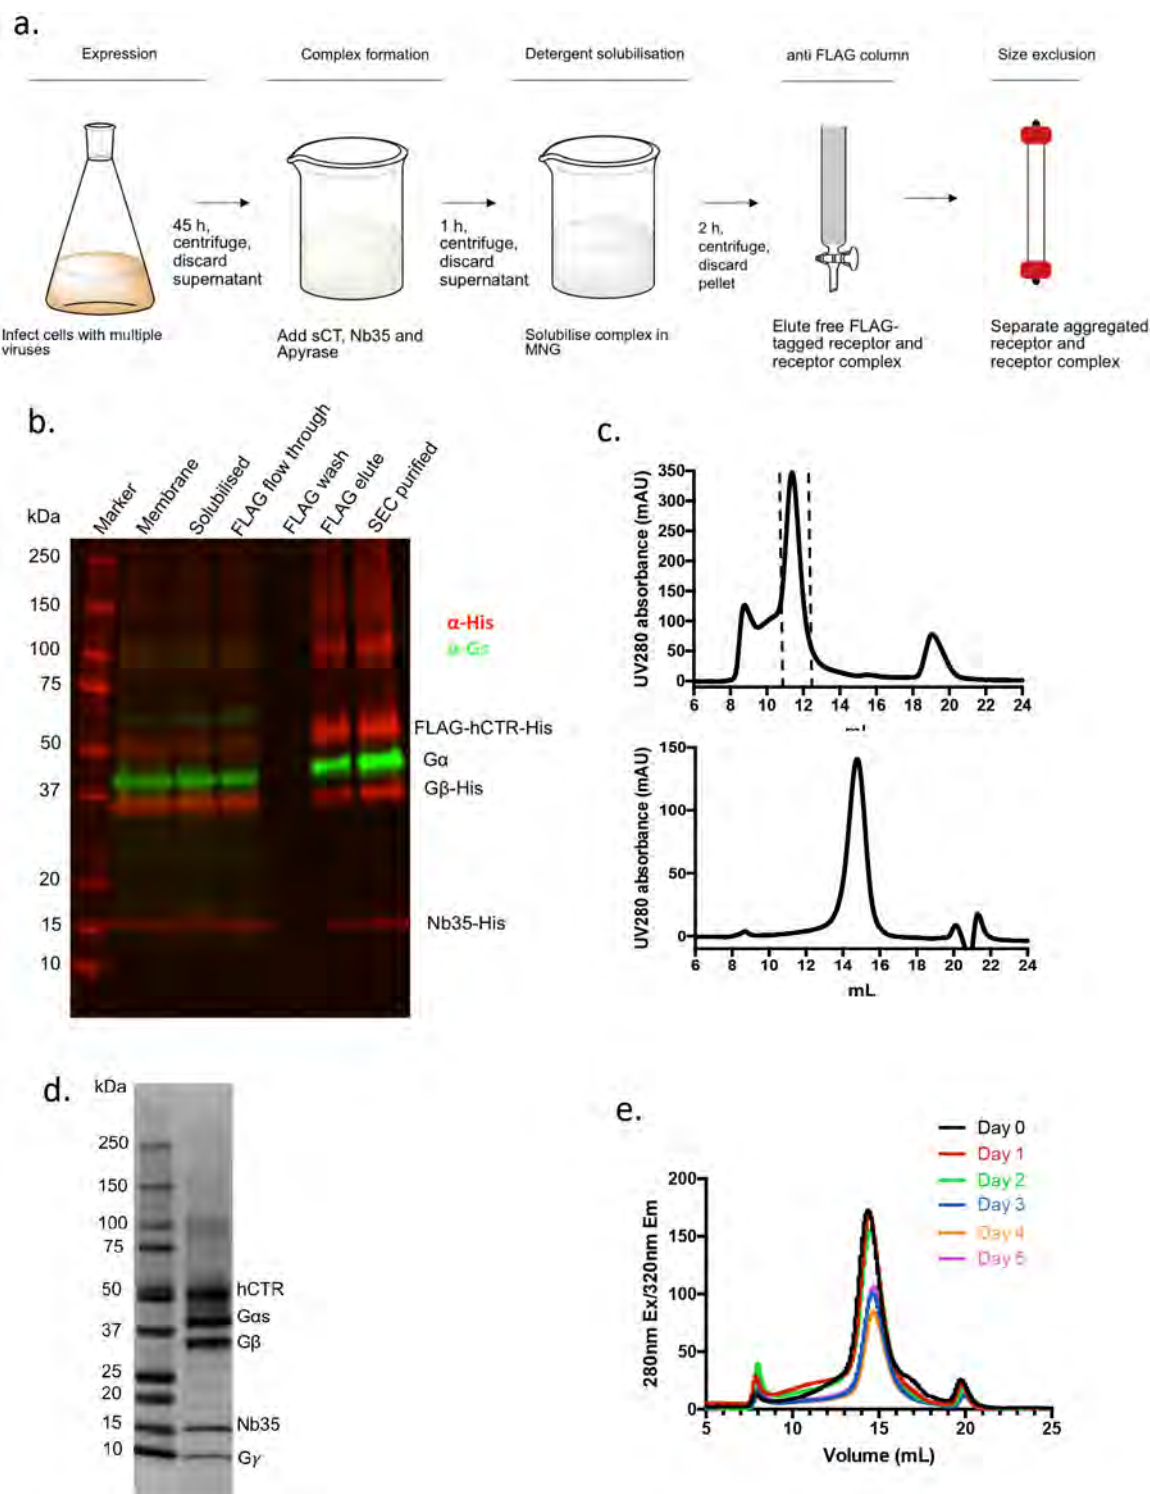 a.
Expression
Complex formation
Detergent solubilisation
anti FLAG column
Size exclusion
45 h,
centrifuge,
discard
supernatant
1 h,
centrifuge,
discard
supernatant
2 h,
centrifuge,
discard
pellet
Infect cells with multiple
viruses
Add sCT, Nb35 and
Apyrase
Solubilise complex in
MNG
Elute free FLAG-
tagged receptor and
receptor complex
Separate aggregated
receptor and
receptor complex
b.
kDa
Marker
Membrane
Solubilised
FLAG flow through
FLAG wash
FLAG elute
SEC purified
250
150
100
75
50
37
20
15
10
α-His
α-Gs
FLAG-hCTR-His
Gα
Gβ-His
Nb35-His
c.
UV280 absorbance (mAU)
350
300
250
200
150
100
50
0
6 8 10 12 14 16 18 20 22 24
UV280 absorbance (mAU)
150
100
50
0
6 8 10 12 14 16 18 20 22 24
mL
d.
kDa
250
150
100
75
50
37
25
20
15
10
hCTR
Gαs
Gβ
Nb35
Gγ
e.
Day 0
Day 1
Day 2
Day 3
Day 4
Day 5
280nm Ex/320nm Em
200
150
100
50
0
5 10 15 20 25
Volume (mL)